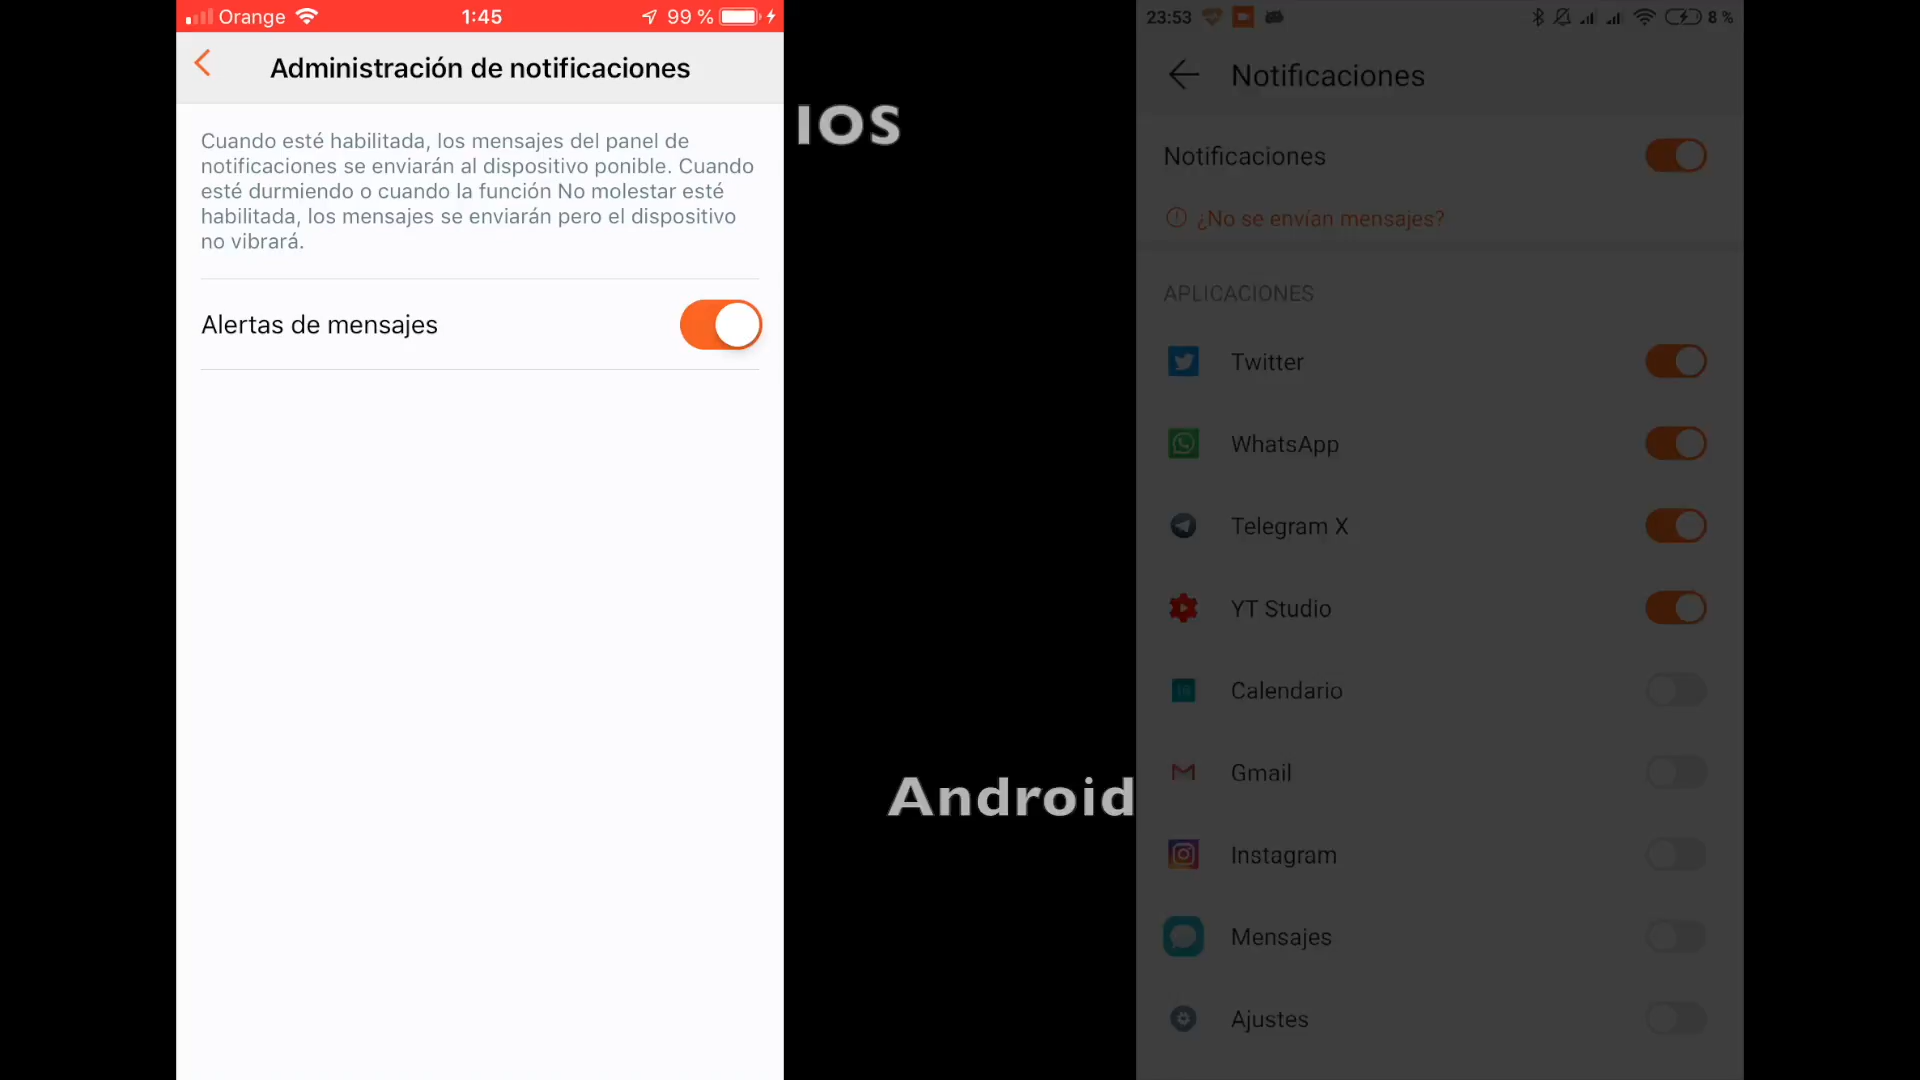 Orange 1:45 99 %
Administración de notificaciones
Cuando esté habilitada, los mensajes del panel de
notificaciones se enviarán al dispositivo ponible. Cuando
esté durmiendo o cuando la función No molestar esté
habilitada, los mensajes se enviarán pero el dispositivo
no vibrará.
Alertas de mensajes
IOS
Android
23:53 8 %
Notificaciones
Notificaciones
¿No se envían mensajes?
APLICACIONES
Twitter
WhatsApp
Telegram X
YT Studio
Calendario
Gmail
Instagram
Mensajes
Ajustes